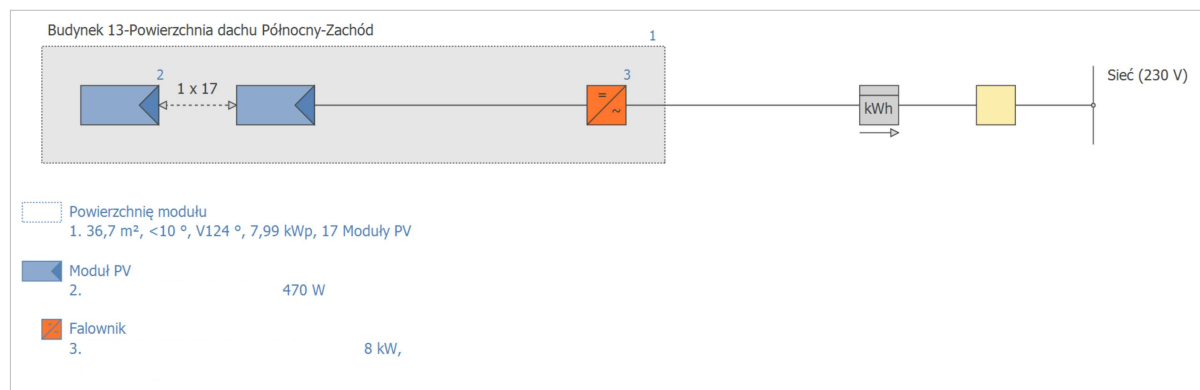 Budynek 13-Powierzchnia dachu Północny-Zachód
1
2
1 x 17
3
=
~
kWh
Sieć (230 V)
Powierzchnię modułu
1. 36,7 m², <10 °, V124 °, 7,99 kWp, 17 Moduły PV
Moduł PV
2. 470 W
Falownik
3. 8 kW,